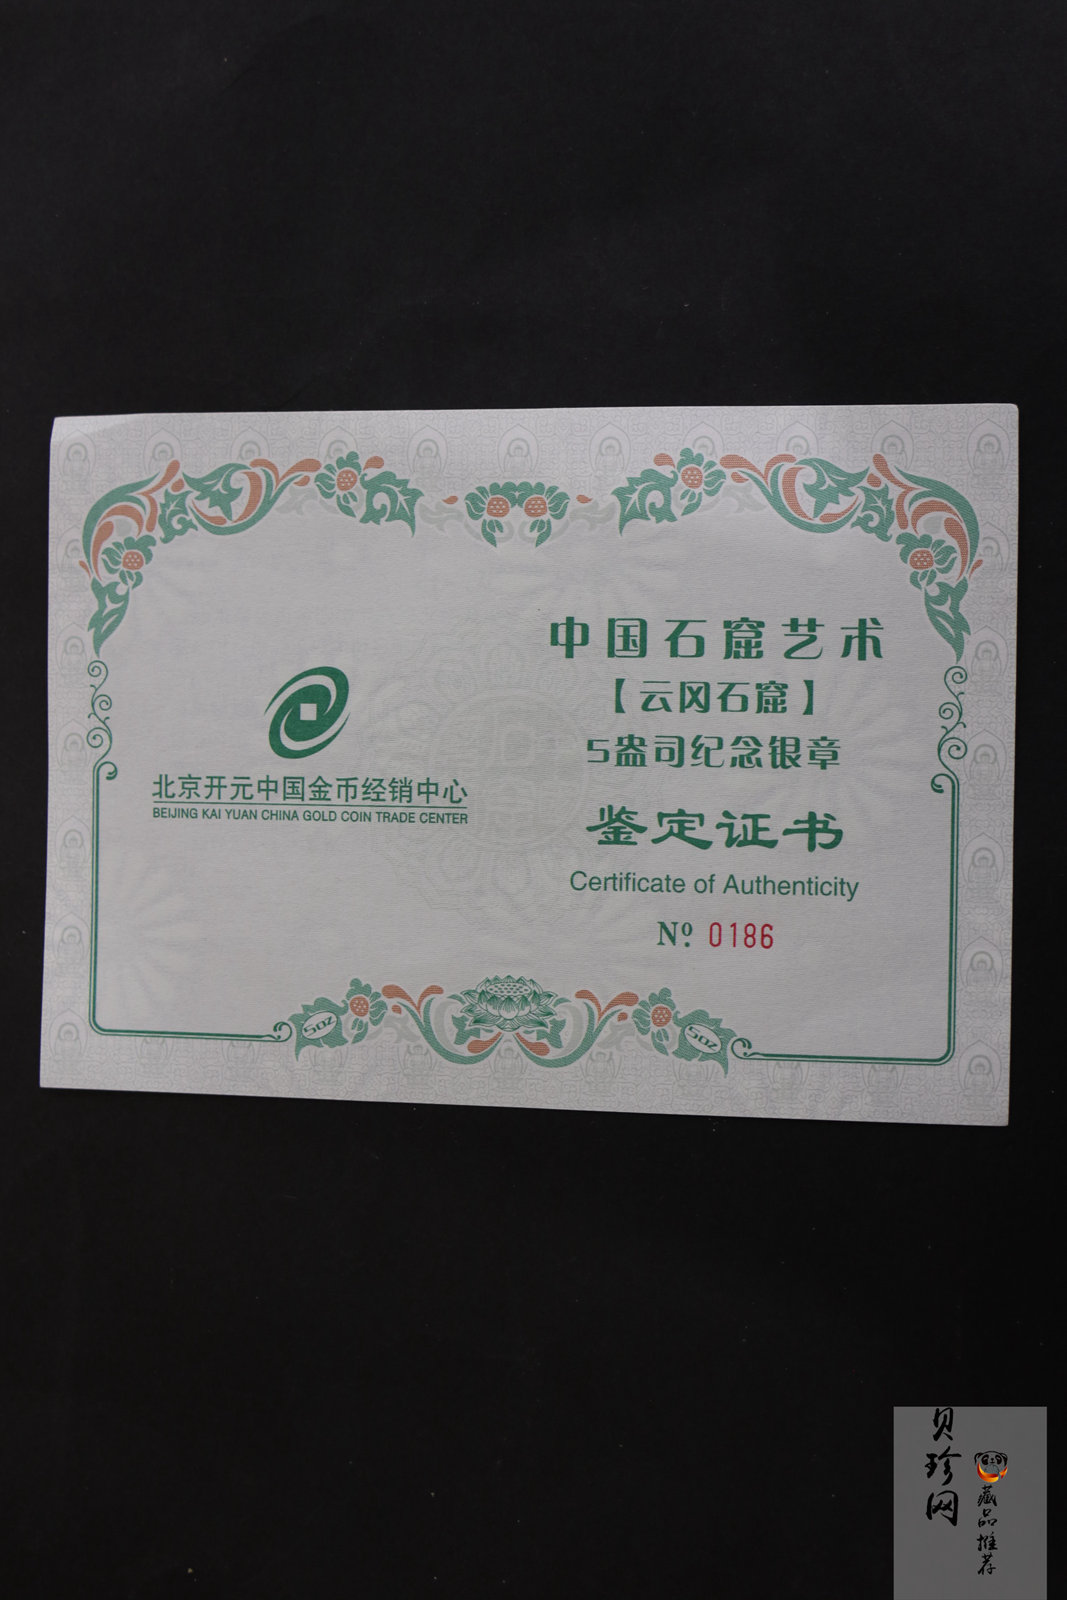 北京开元中国金币经销中心
BEIJING KAI YUAN CHINA GOLD COIN TRADE CENTER
中国石窟艺术
【云冈石窟】
5盎司纪念银章
鉴定证书
Certificate of Authenticity
Nº 0186
5OZ
5OZ
贝珍网
藏品推荐